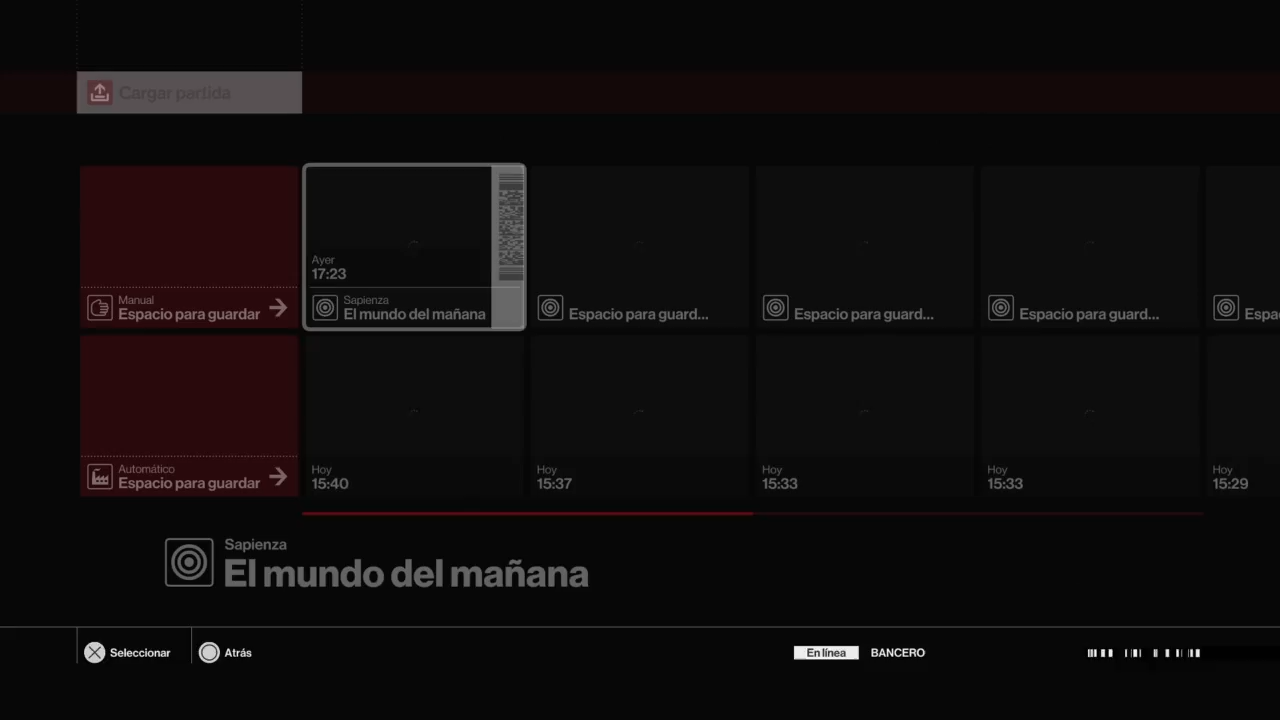 Cargar partida
Ayer
17:23
Manual
Espacio para guardar
Sapienza
El mundo del mañana
Espacio para guard...
Espacio para guard...
Espacio para guard...
Espa
Automático
Espacio para guardar
Hoy
15:40
Hoy
15:37
Hoy
15:33
Hoy
15:33
Hoy
15:29
Sapienza
El mundo del mañana
Seleccionar
Atrás
En línea
BANCERO